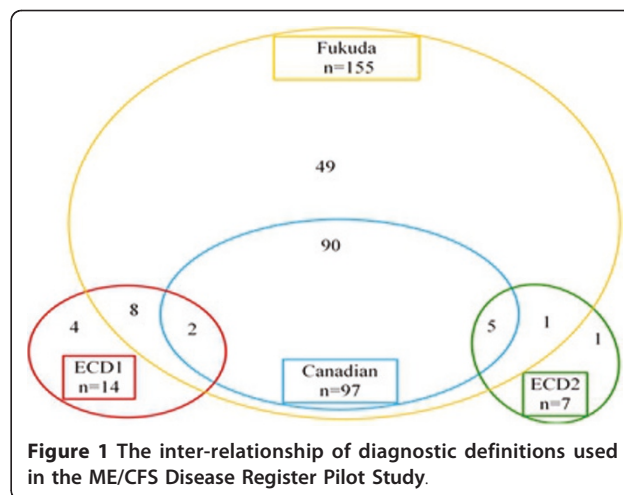 Fukuda
n=155
49
90
4
8
2
5
1
1
ECD1
n=14
Canadian
n=97
ECD2
n=7
Figure 1 The inter-relationship of diagnostic definitions used
in the ME/CFS Disease Register Pilot Study.